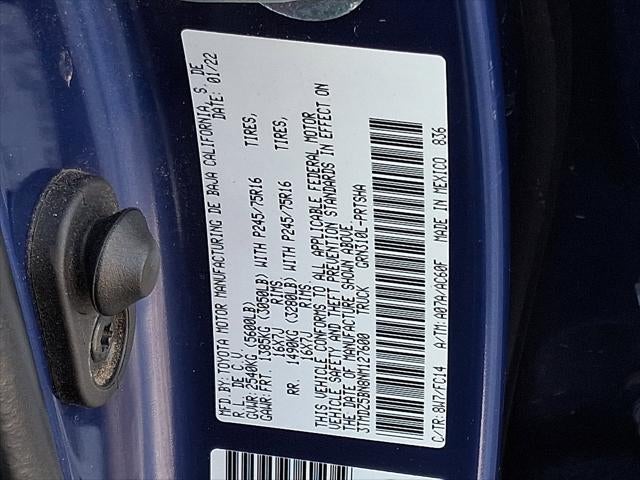 MFD.BY:TOYOTA MOTOR MANUFACTURING DE BAJA CALIFORNIA, S. DE
R.L. DE C.V. DATE: 01/22
GVWR:2540KG (5600LB)
GAWR:FRT. 1385KG (3050LB) WITH P245/75R16 TIRES,
16X7J RIMS
RR. 1490KG (3280LB) WITH P245/75R16 TIRES,
16X7J RIMS
THIS VEHICLE CONFORMS TO ALL APPLICABLE FEDERAL MOTOR
VEHICLE SAFETY AND THEFT PREVENTION STANDARDS IN EFFECT ON
THE DATE OF MANUFACTURE SHOWN ABOVE.
3TMDZ5BN8NM127600 TRUCK GRN310L-PRTSHA
C/TR:8W7/FC14 A/TM:A07A/AC60F MADE IN MEXICO 836